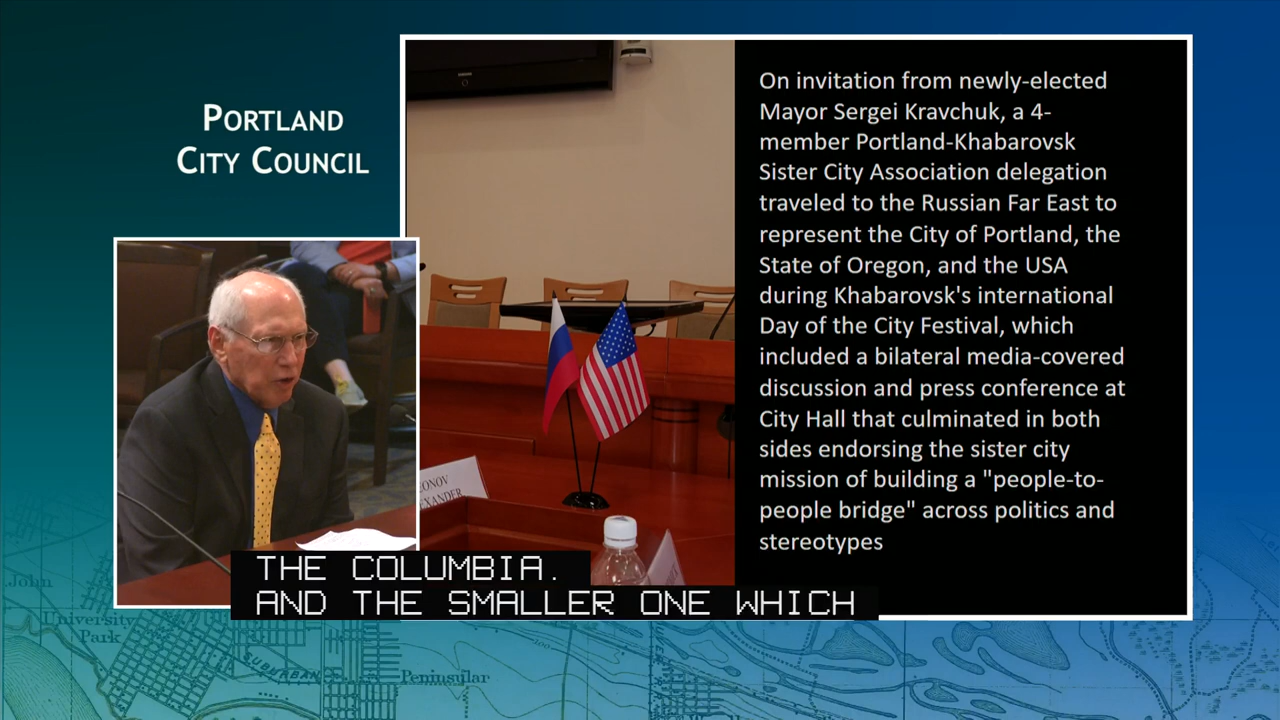 PORTLAND
CITY COUNCIL
On invitation from newly-elected
Mayor Sergei Kravchuk, a 4-
member Portland-Khabarovsk
Sister City Association delegation
traveled to the Russian Far East to
represent the City of Portland, the
State of Oregon, and the USA
during Khabarovsk's international
Day of the City Festival, which
included a bilateral media-covered
discussion and press conference at
City Hall that culminated in both
sides endorsing the sister city
mission of building a "people-to-
people bridge" across politics and
stereotypes
ONOV
EXANDER
THE COLUMBIA.
AND THE SMALLER ONE WHICH
John
University
Park
SUBURBAN
Peninsular